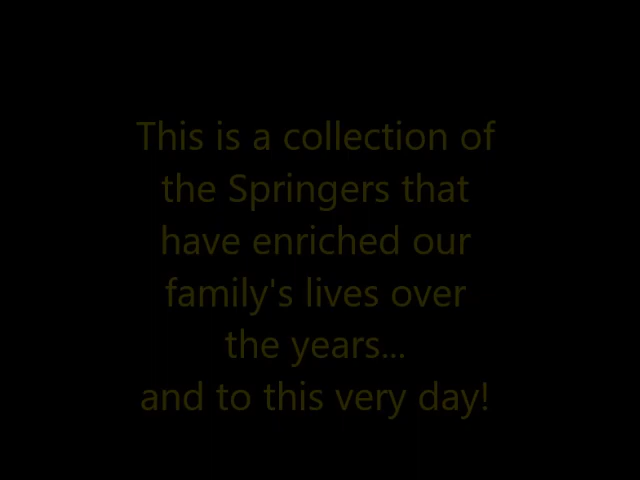 This is a collection of
the Springers that
have enriched our
family's lives over
the years...
and to this very day!